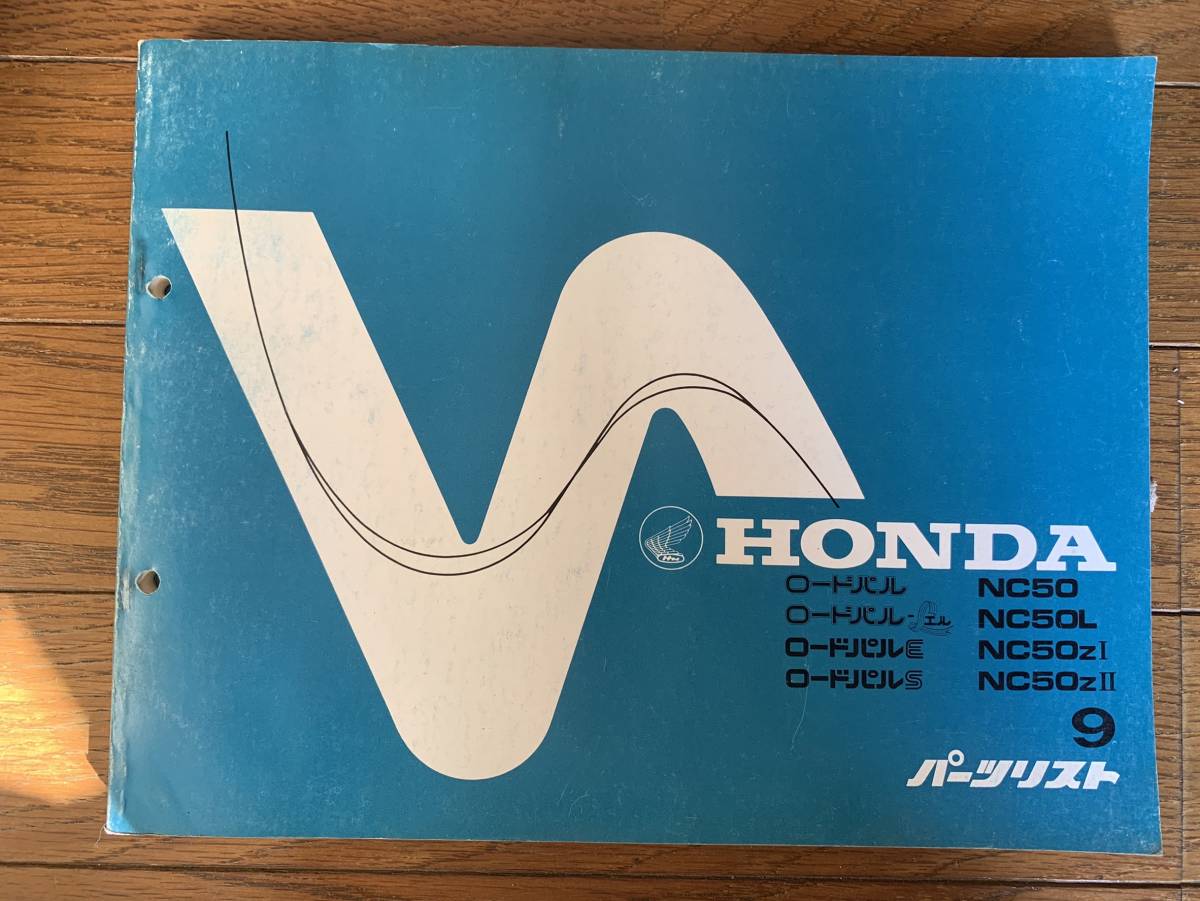 HONDA
ロードパル NC50
ロードパル-Lエル NC50L
ロードパルE NC50ZI
ロードパルS NC50ZII
9
パーツリスト